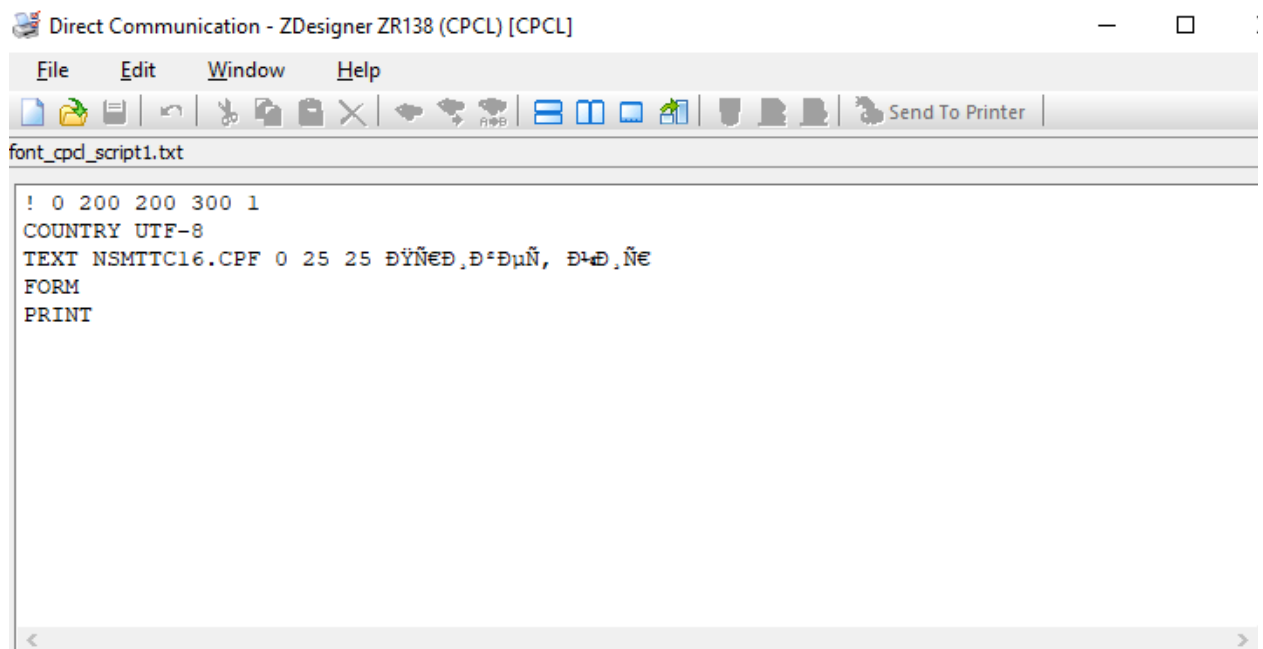 Direct Communication - ZDesigner ZR138 (CPCL) [CPCL]
File Edit Window Help
Send To Printer
font_cpcl_script1.txt
! 0 200 200 300 1
COUNTRY UTF-8
TEXT NSMTTC16.CPF 0 25 25 ÐŸÑ€Ð¸Ð²ÐµÑ‚ Ð¼Ð¸Ñ€
FORM
PRINT